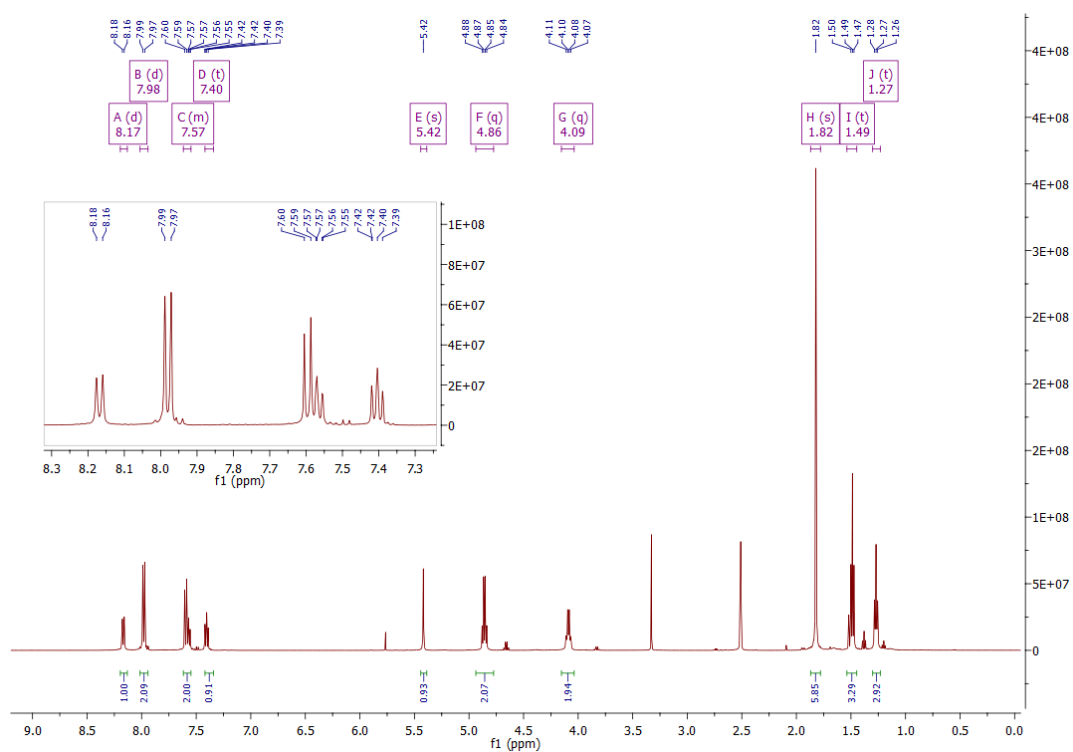 8.18 8.16 7.99 7.97 7.60 7.59 7.57 7.57 7.56 7.55 7.42 7.42 7.40 7.39 5.42 4.88 4.87 4.85 4.84 4.11 4.10 4.08 4.07 1.82 1.50 1.49 1.47 1.28 1.27 1.26
B (d) D (t) J (t)
7.98 7.40 1.27
A (d) C (m) E (s) F (q) G (q) H (s) I (t)
8.17 7.57 5.42 4.86 4.09 1.82 1.49
8.18 8.16 7.99 7.97 7.60 7.59 7.57 7.57 7.56 7.55 7.42 7.42 7.40 7.39
1E+08
8E+07
6E+07
4E+07
2E+07
0
8.3 8.2 8.1 8.0 7.9 7.8 7.7 7.6 7.5 7.4 7.3
f1 (ppm)
4E+08
4E+08
4E+08
3E+08
2E+08
2E+08
2E+08
1E+08
5E+07
0
1.00 2.09 2.00 0.91 0.93 2.07 1.94 5.85 3.29 2.92
9.0 8.5 8.0 7.5 7.0 6.5 6.0 5.5 5.0 4.5 4.0 3.5 3.0 2.5 2.0 1.5 1.0 0.5 0.0
f1 (ppm)